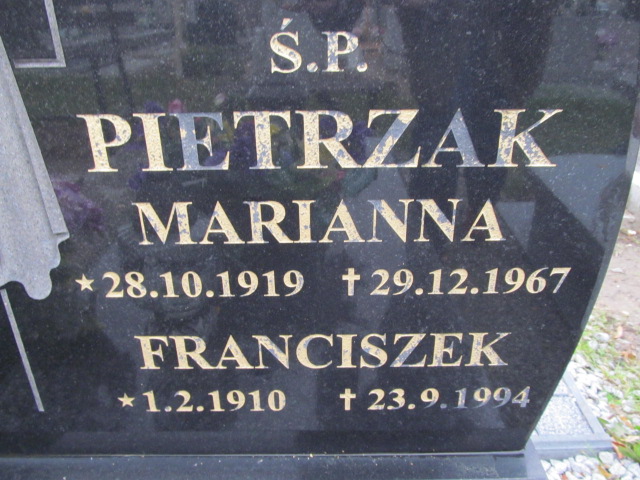 Ś.P.
PIETRZAK
MARIANNA
★28.10.1919 ✝29.12.1967
FRANCISZEK
★1.2.1910 ✝23.9.1994